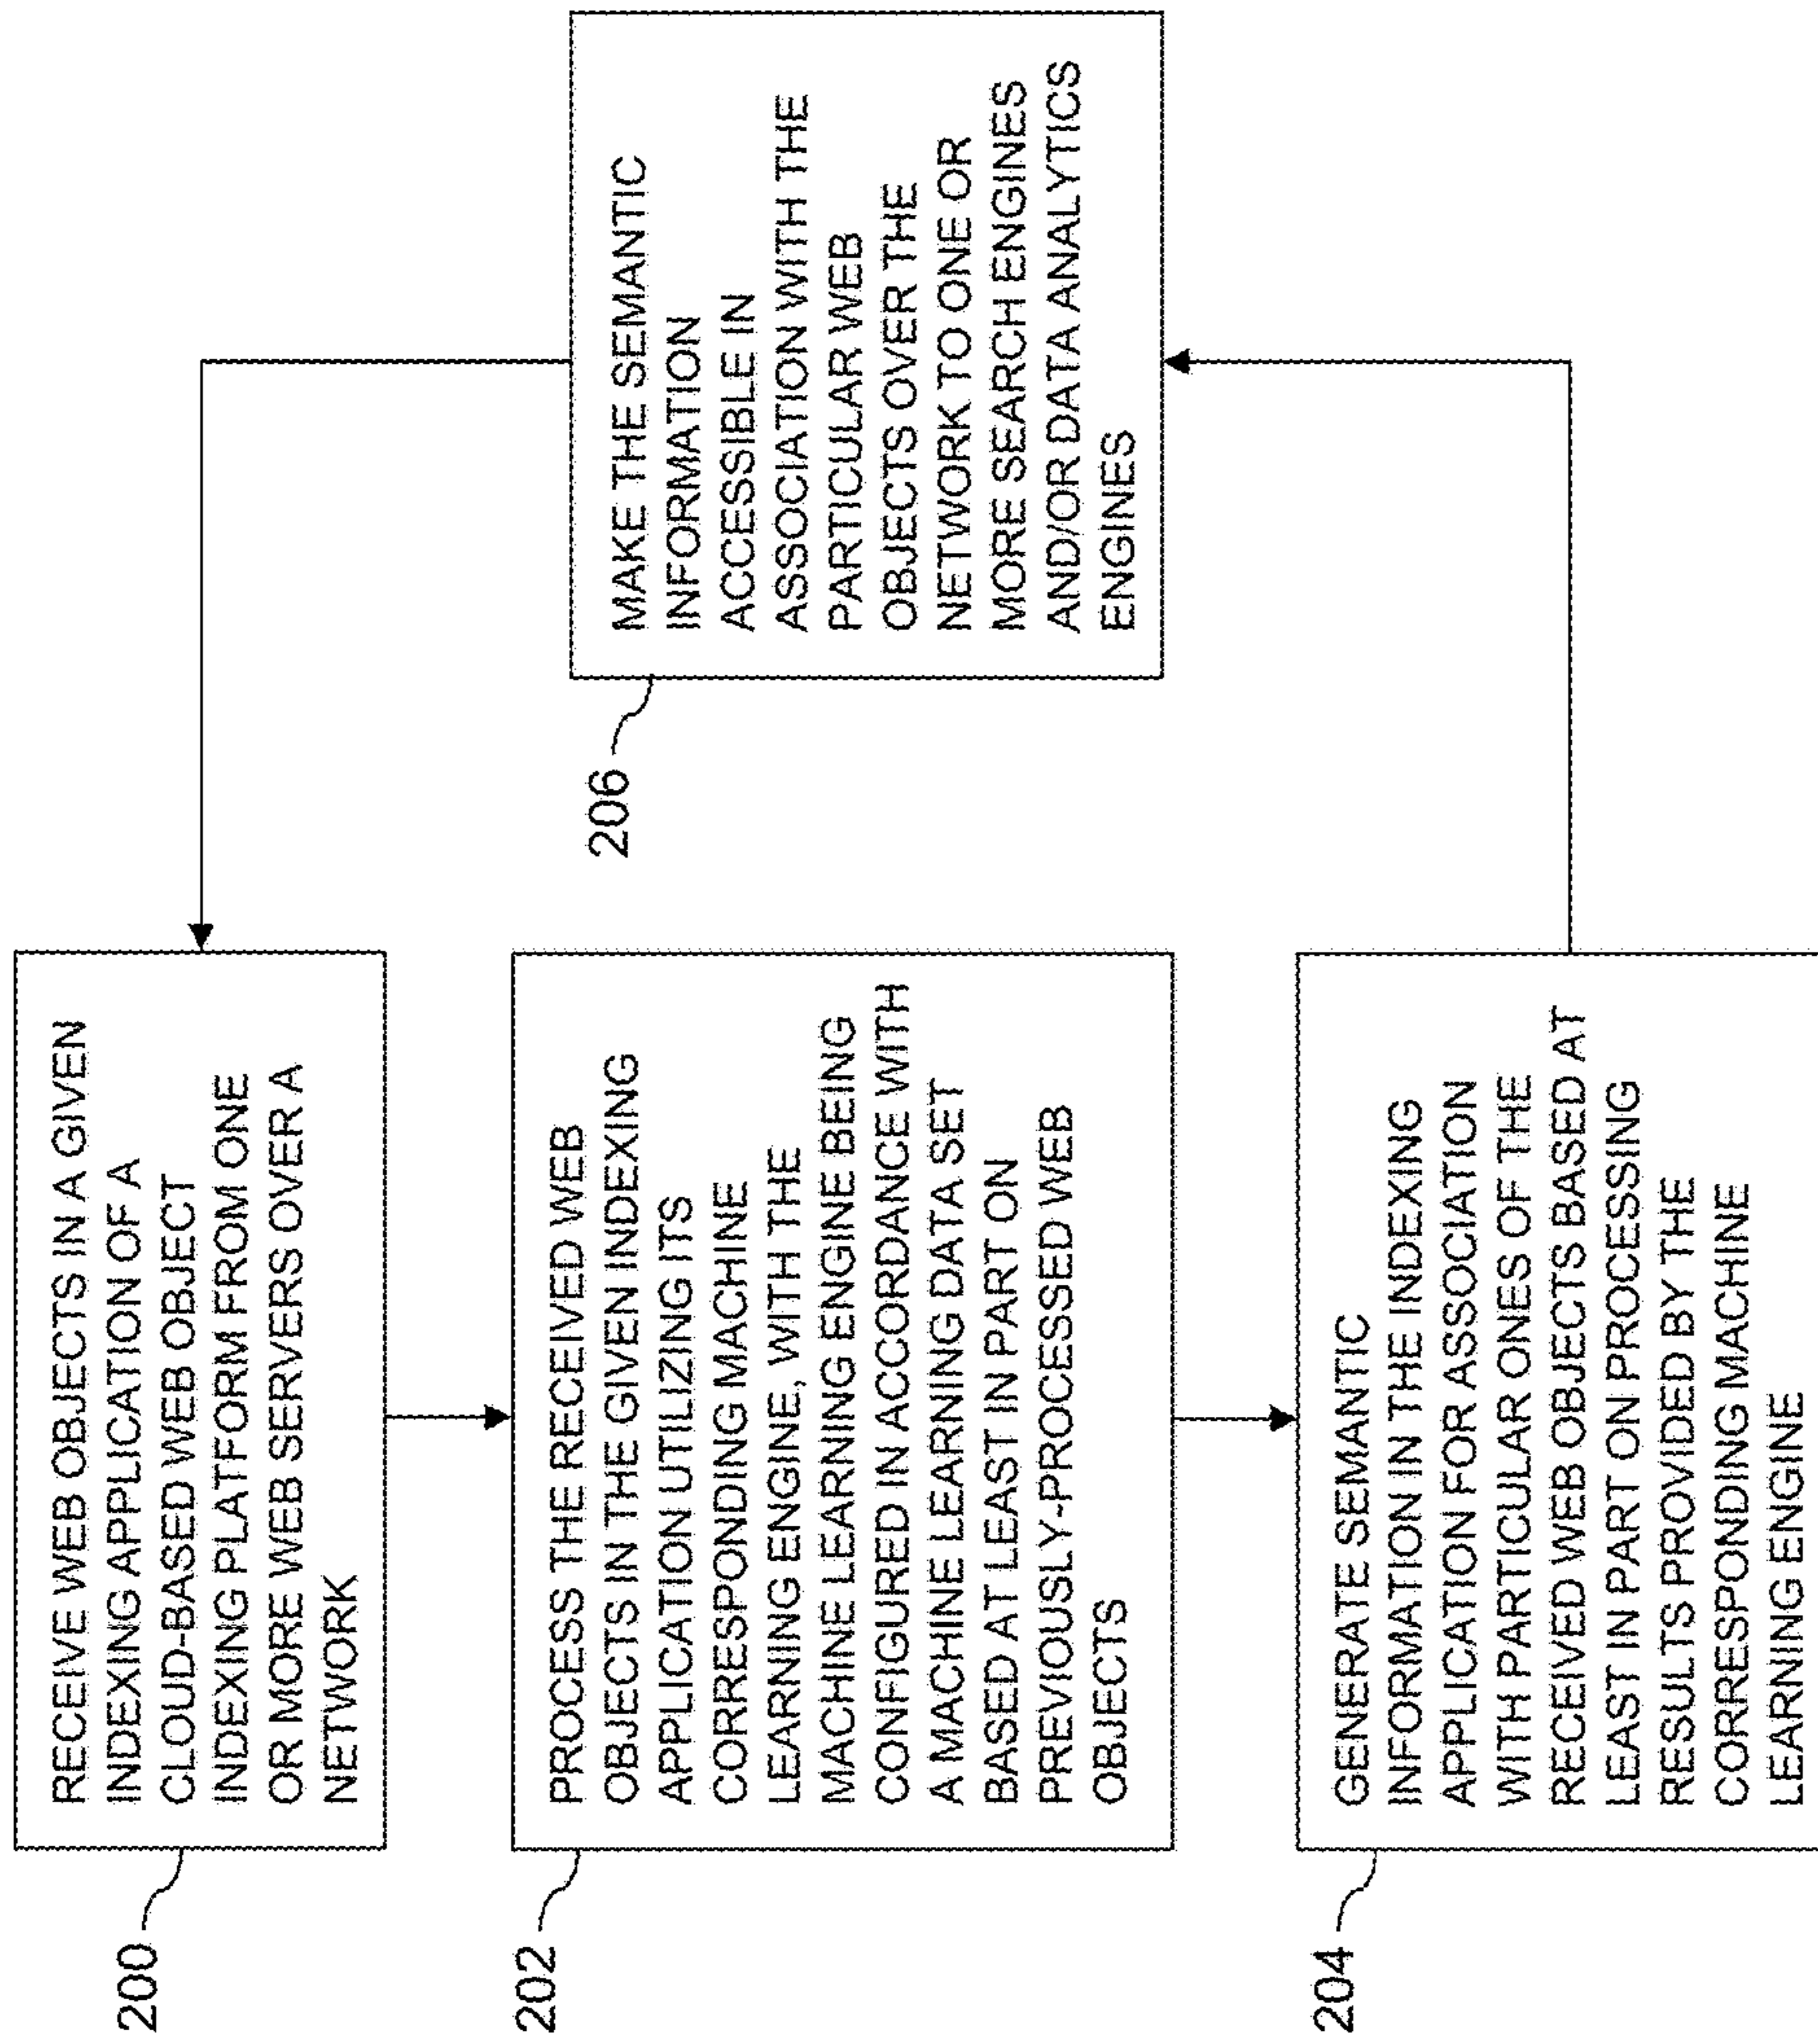 200
RECEIVE WEB OBJECTS IN A GIVEN
INDEXING APPLICATION OF A
CLOUD-BASED WEB OBJECT
INDEXING PLATFORM FROM ONE
OR MORE WEB SERVERS OVER A
NETWORK
202
PROCESS THE RECEIVED WEB
OBJECTS IN THE GIVEN INDEXING
APPLICATION UTILIZING ITS
CORRESPONDING MACHINE
LEARNING ENGINE, WITH THE
MACHINE LEARNING ENGINE BEING
CONFIGURED IN ACCORDANCE WITH
A MACHINE LEARNING DATA SET
BASED AT LEAST IN PART ON
PREVIOUSLY-PROCESSED WEB
OBJECTS
204
GENERATE SEMANTIC
INFORMATION IN THE INDEXING
APPLICATION FOR ASSOCIATION
WITH PARTICULAR ONES OF THE
RECEIVED WEB OBJECTS BASED AT
LEAST IN PART ON PROCESSING
RESULTS PROVIDED BY THE
CORRESPONDING MACHINE
LEARNING ENGINE
206
MAKE THE SEMANTIC
INFORMATION
ACCESSIBLE IN
ASSOCIATION WITH THE
PARTICULAR WEB
OBJECTS OVER THE
NETWORK TO ONE OR
MORE SEARCH ENGINES
AND/OR DATA ANALYTICS
ENGINES